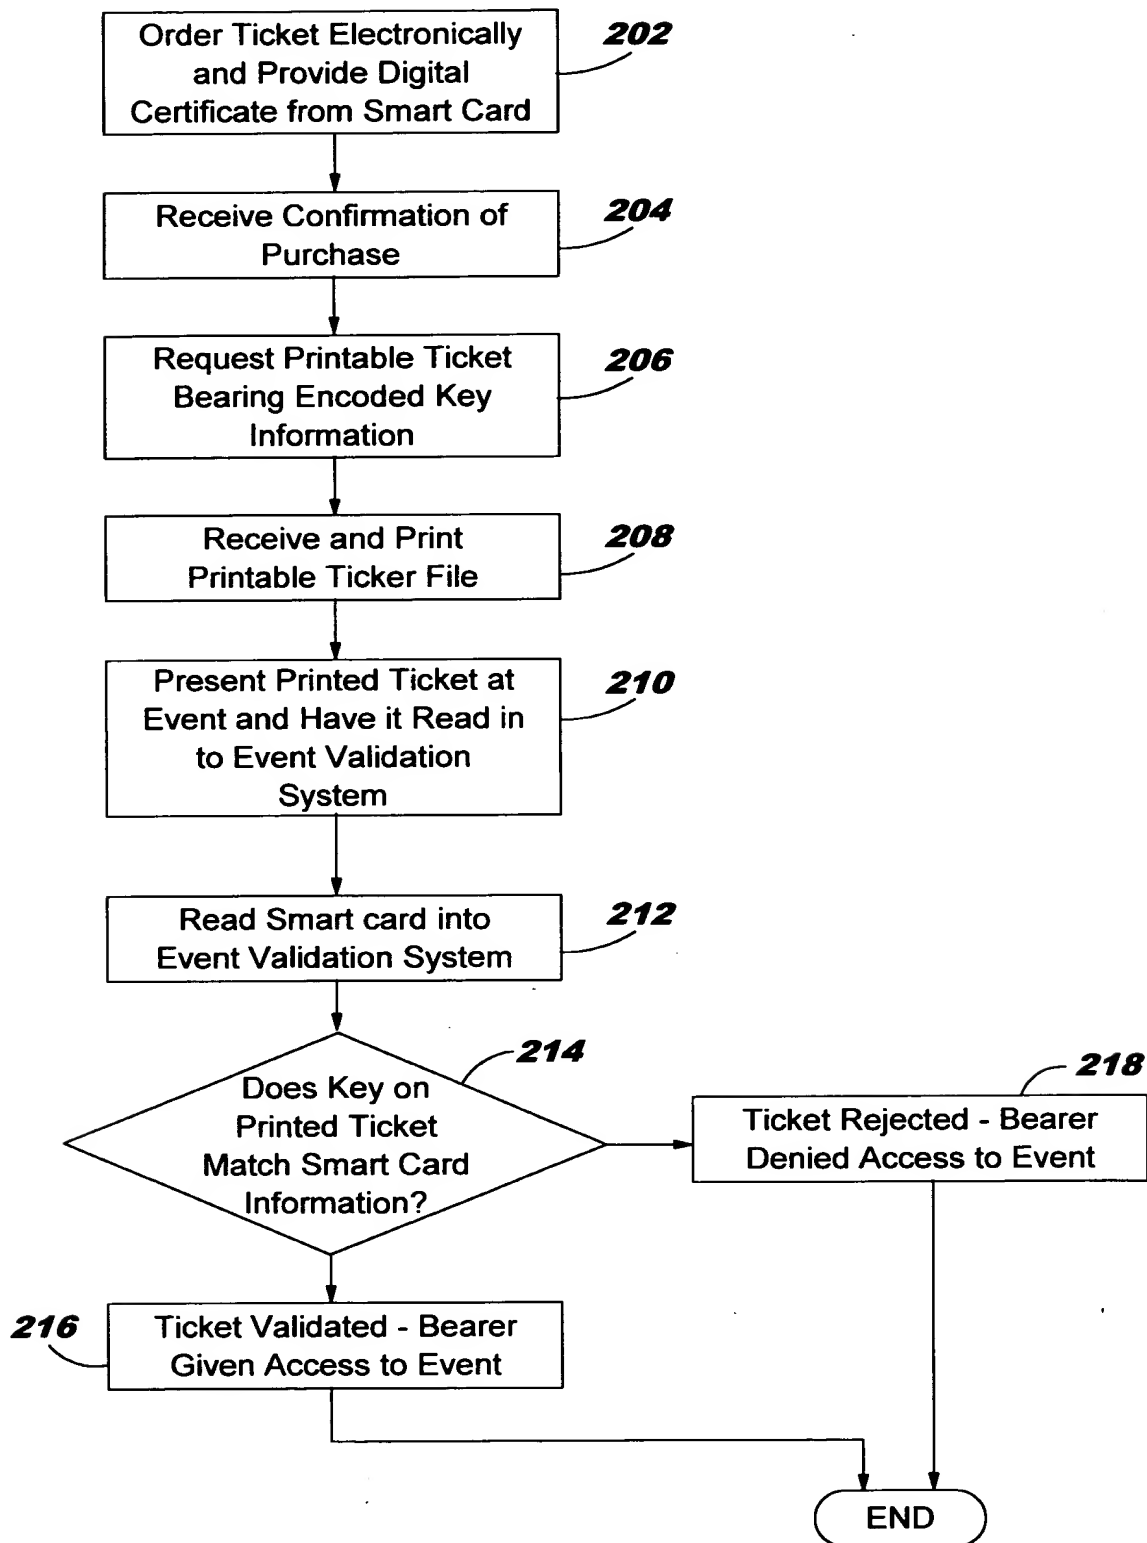 Order Ticket Electronically
and Provide Digital
Certificate from Smart Card
202
Receive Confirmation of
Purchase
204
Request Printable Ticket
Bearing Encoded Key
Information
206
Receive and Print
Printable Ticker File
208
Present Printed Ticket at
Event and Have it Read in
to Event Validation
System
210
Read Smart card into
Event Validation System
212
Does Key on
Printed Ticket
Match Smart Card
Information?
214
218
Ticket Rejected - Bearer
Denied Access to Event
216
Ticket Validated - Bearer
Given Access to Event
END